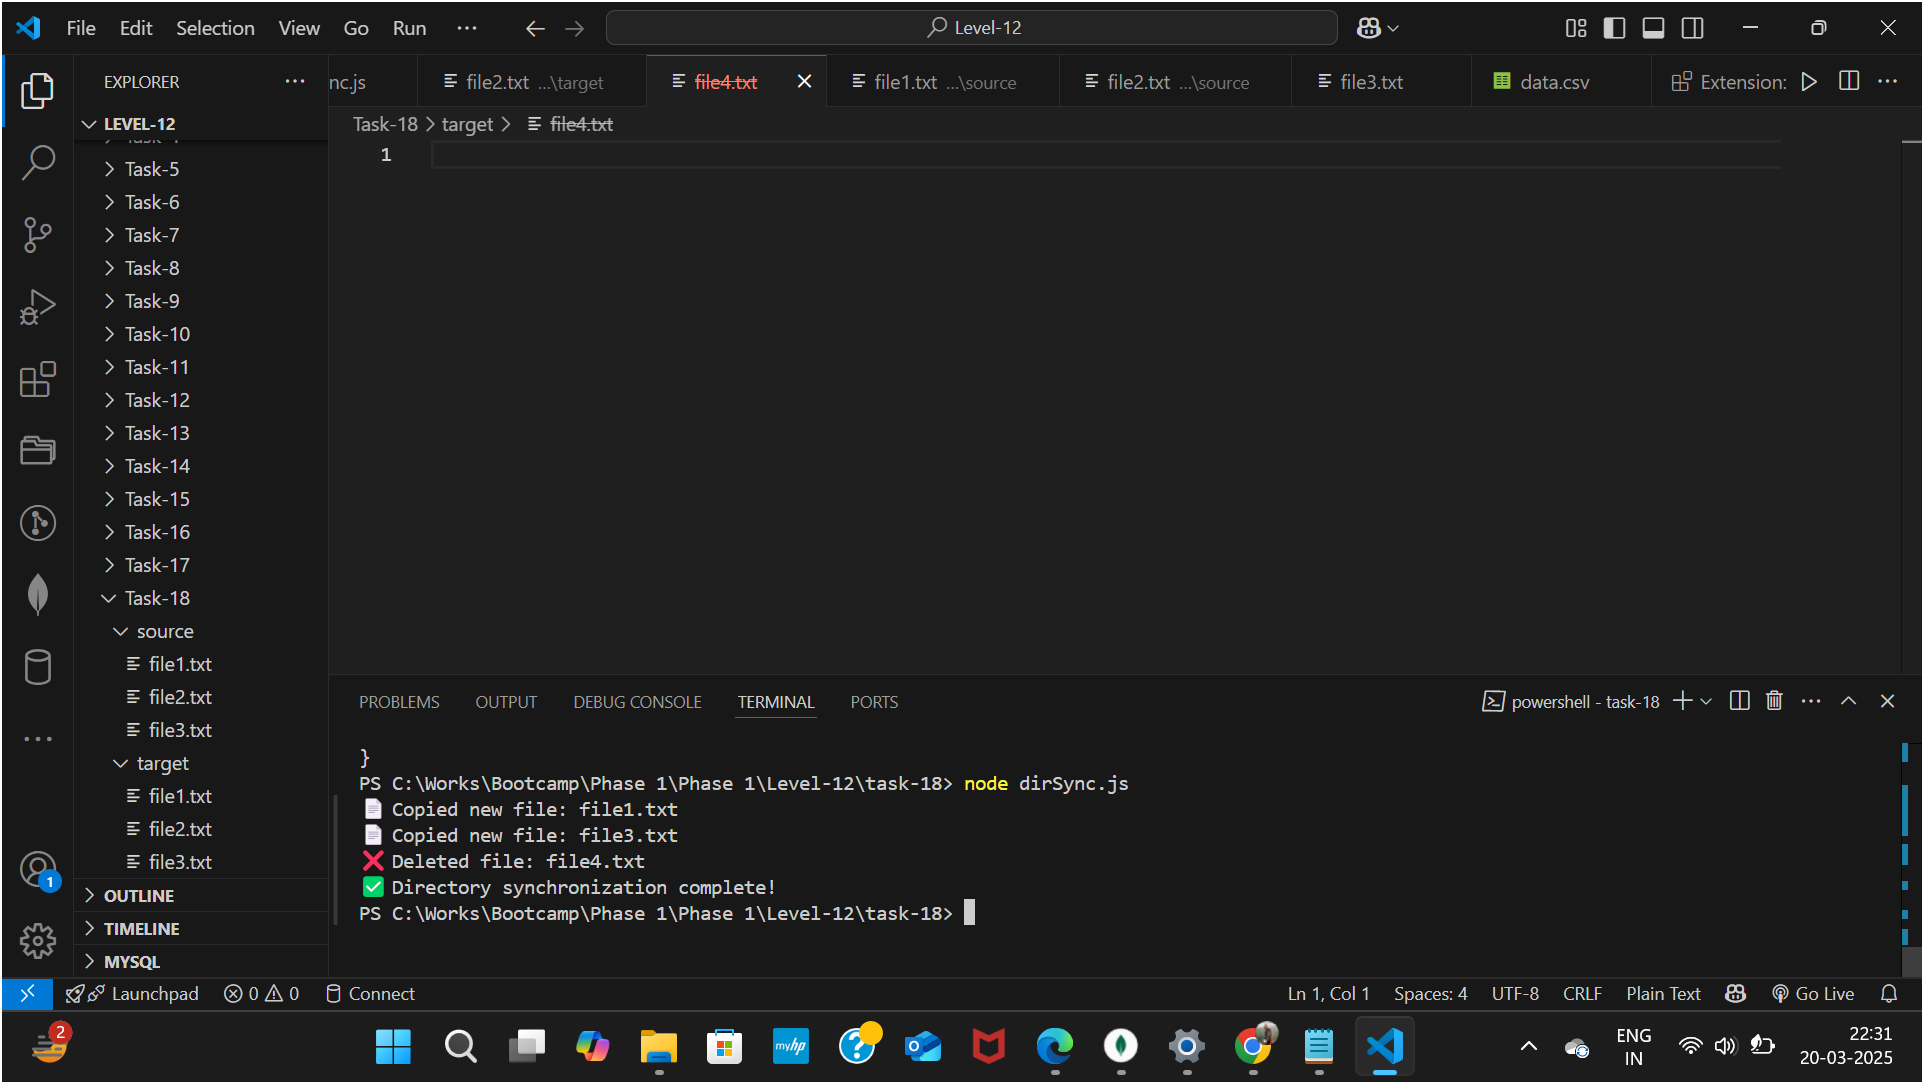 File Edit Selection View Go Run ··· Level-12
EXPLORER ···
nc.js file2.txt ...\target file4.txt file1.txt ...\source file2.txt ...\source file3.txt data.csv Extension: ···
Task-18 > target > file4.txt
1
LEVEL-12
Task-5
Task-6
Task-7
Task-8
Task-9
Task-10
Task-11
Task-12
Task-13
Task-14
Task-15
Task-16
Task-17
Task-18
source
file1.txt
file2.txt
file3.txt
target
file1.txt
file2.txt
file3.txt
OUTLINE
TIMELINE
MYSQL
1
PROBLEMS OUTPUT DEBUG CONSOLE TERMINAL PORTS powershell - task-18 ···
}
PS C:\Works\Bootcamp\Phase 1\Phase 1\Level-12\task-18> node dirSync.js
📄 Copied new file: file1.txt
📄 Copied new file: file3.txt
❌ Deleted file: file4.txt
✅ Directory synchronization complete!
PS C:\Works\Bootcamp\Phase 1\Phase 1\Level-12\task-18>
Launchpad 0 0 Connect Ln 1, Col 1 Spaces: 4 UTF-8 CRLF Plain Text Go Live
2 myhp ENG 22:31
IN 20-03-2025